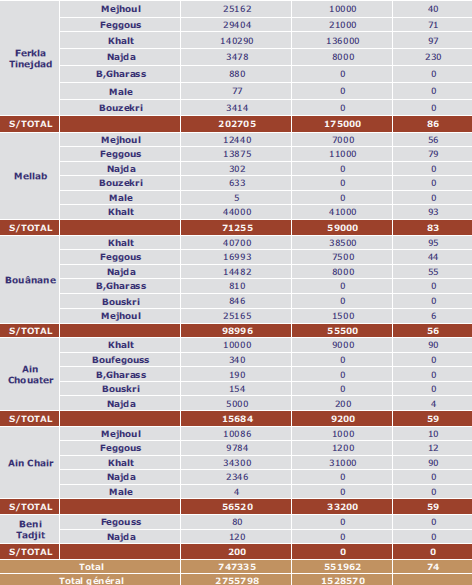 Ferkla Tinejdad Mejhoul 25162 10000 40
Feggous 29404 21000 71
Khalt 140290 136000 97
Najda 3478 8000 230
B,Gharass 880 0 0
Male 77 0 0
Bouzekri 3414 0 0
S/TOTAL 202705 175000 86
Mellab Mejhoul 12440 7000 56
Feggous 13875 11000 79
Najda 302 0 0
Bouzekri 633 0 0
Male 5 0 0
Khalt 44000 41000 93
S/TOTAL 71255 59000 83
Bouânane Khalt 40700 38500 95
Feggous 16993 7500 44
Najda 14482 8000 55
B,Gharass 810 0 0
Bouskri 846 0 0
Mejhoul 25165 1500 6
S/TOTAL 98996 55500 56
Ain Chouater Khalt 10000 9000 90
Boufegouss 340 0 0
B,Gharass 190 0 0
Bouskri 154 0 0
Najda 5000 200 4
S/TOTAL 15684 9200 59
Ain Chair Mejhoul 10086 1000 10
Feggous 9784 1200 12
Khalt 34300 31000 90
Najda 2346 0 0
Male 4 0 0
S/TOTAL 56520 33200 59
Beni Tadjit Fegouss 80 0 0
Najda 120 0 0
S/TOTAL 200 0 0
Total 747335 551962 74
Total général 2755798 1528570